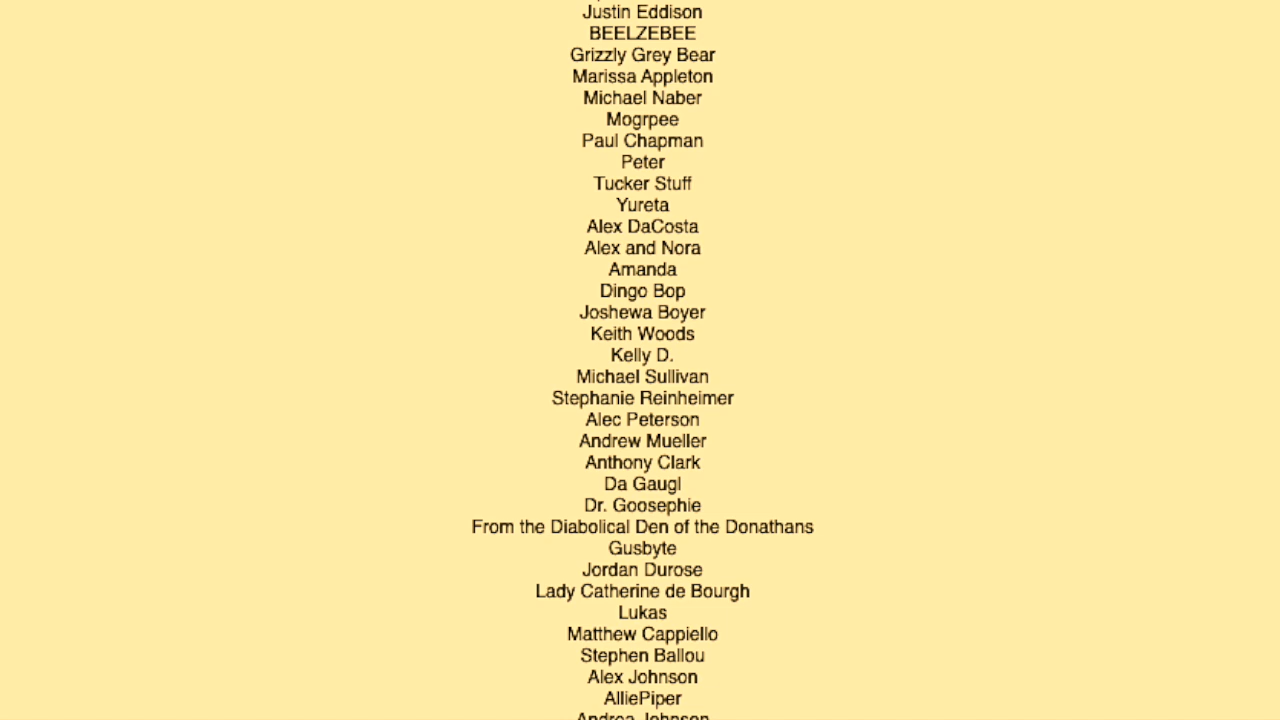 Justin Eddison
BEELZEBEE
Grizzly Grey Bear
Marissa Appleton
Michael Naber
Mogrpee
Paul Chapman
Peter
Tucker Stuff
Yureta
Alex DaCosta
Alex and Nora
Amanda
Dingo Bop
Joshewa Boyer
Keith Woods
Kelly D.
Michael Sullivan
Stephanie Reinheimer
Alec Peterson
Andrew Mueller
Anthony Clark
Da Gaugl
Dr. Goosephie
From the Diabolical Den of the Donathans
Gusbyte
Jordan Durose
Lady Catherine de Bourgh
Lukas
Matthew Cappiello
Stephen Ballou
Alex Johnson
AlliePiper
Andrea Johnson